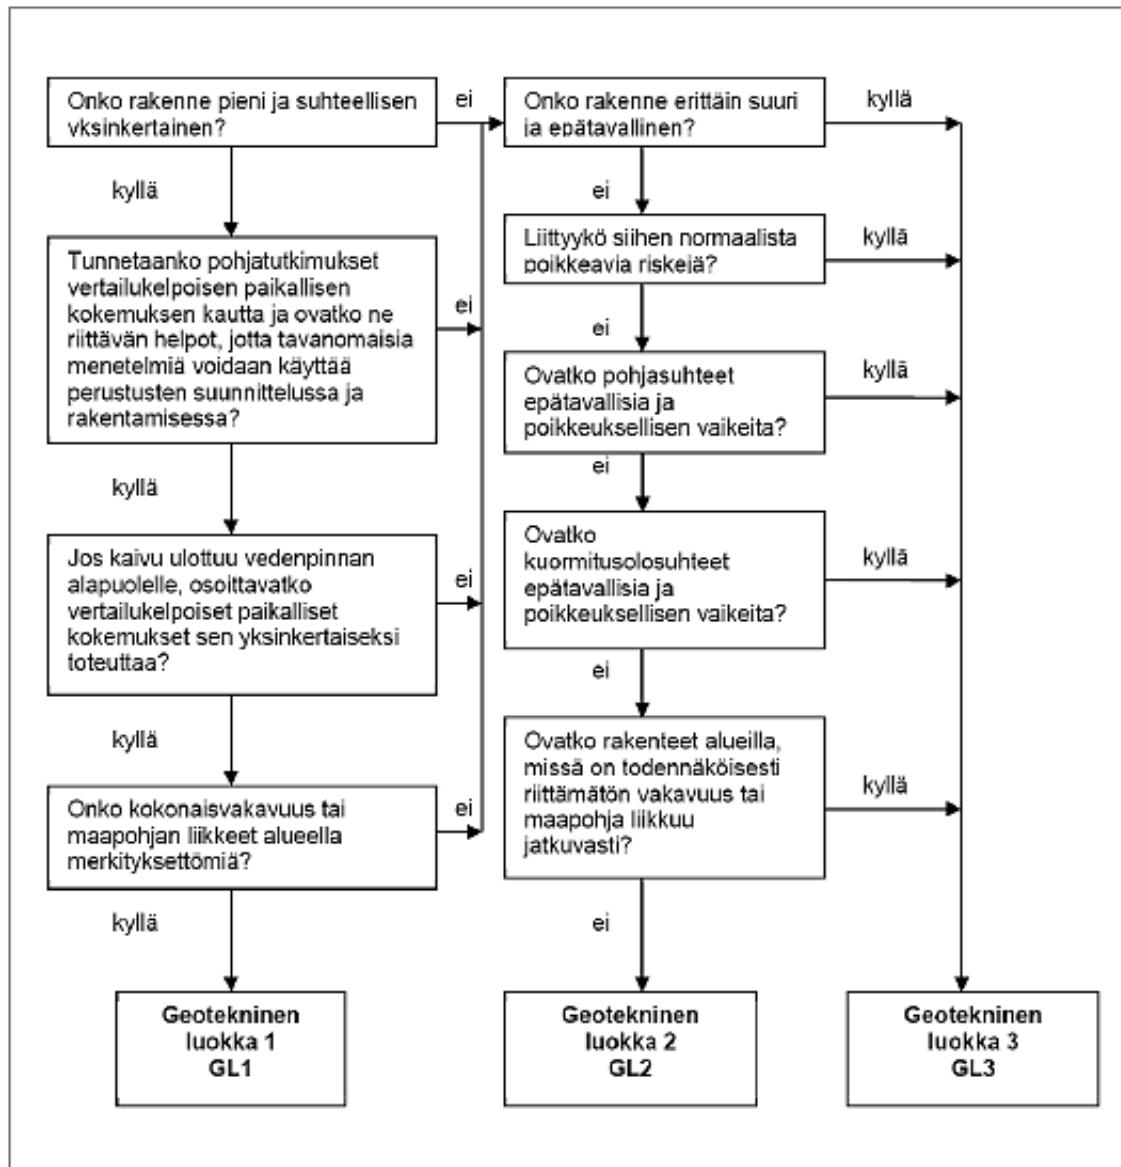 Onko rakenne pieni ja suhteellisen
yksinkertainen?
ei
kyllä
Tunnetaanko pohjatutkimukset
vertailukelpoisen paikallisen
kokemuksen kautta ja ovatko ne
riittävän helpot, jotta tavanomaisia
menetelmiä voidaan käyttää
perustusten suunnittelussa ja
rakentamisessa?
ei
kyllä
Jos kaivu ulottuu vedenpinnan
alapuolelle, osoittavatko
vertailukelpoiset paikalliset
kokemukset sen yksinkertaiseksi
toteuttaa?
ei
kyllä
Onko kokonaisvakavuus tai
maapohjan liikkeet alueella
merkityksettömiä?
ei
kyllä
Geotekninen
luokka 1
GL1
Onko rakenne erittäin suuri
ja epätavallinen?
kyllä
ei
Liittyykö siihen normaalista
poikkeavia riskejä?
kyllä
ei
Ovatko pohjasuhteet
epätavallisia ja
poikkeuksellisen vaikeita?
kyllä
ei
Ovatko
kuormitusolosuhteet
epätavallisia ja
poikkeuksellisen vaikeita?
kyllä
ei
Ovatko rakenteet alueilla,
missä on todennäköisesti
riittämätön vakavuus tai
maapohja liikkuu
jatkuvasti?
kyllä
ei
Geotekninen
luokka 2
GL2
Geotekninen
luokka 3
GL3